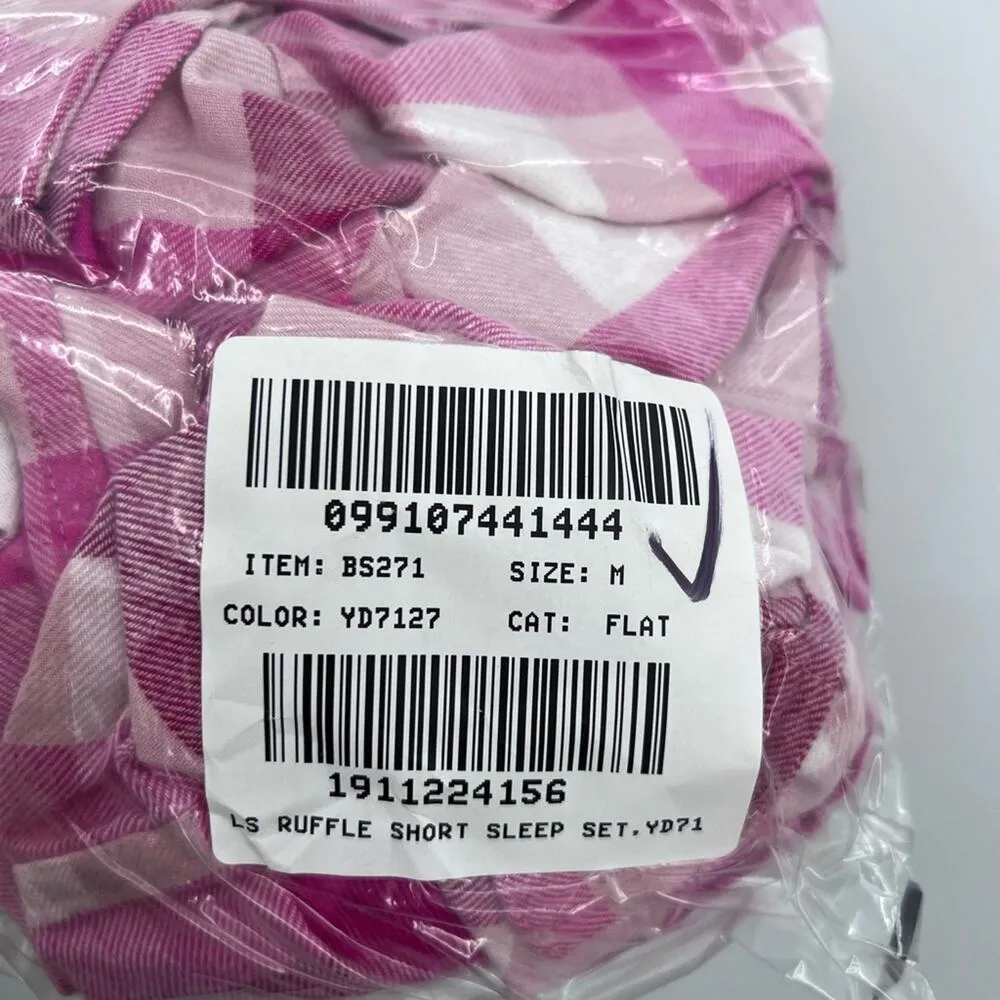 099107441444
ITEM: BS271 SIZE: M
COLOR: YD7127 CAT: FLAT
1911224156
LS RUFFLE SHORT SLEEP SET,YD71